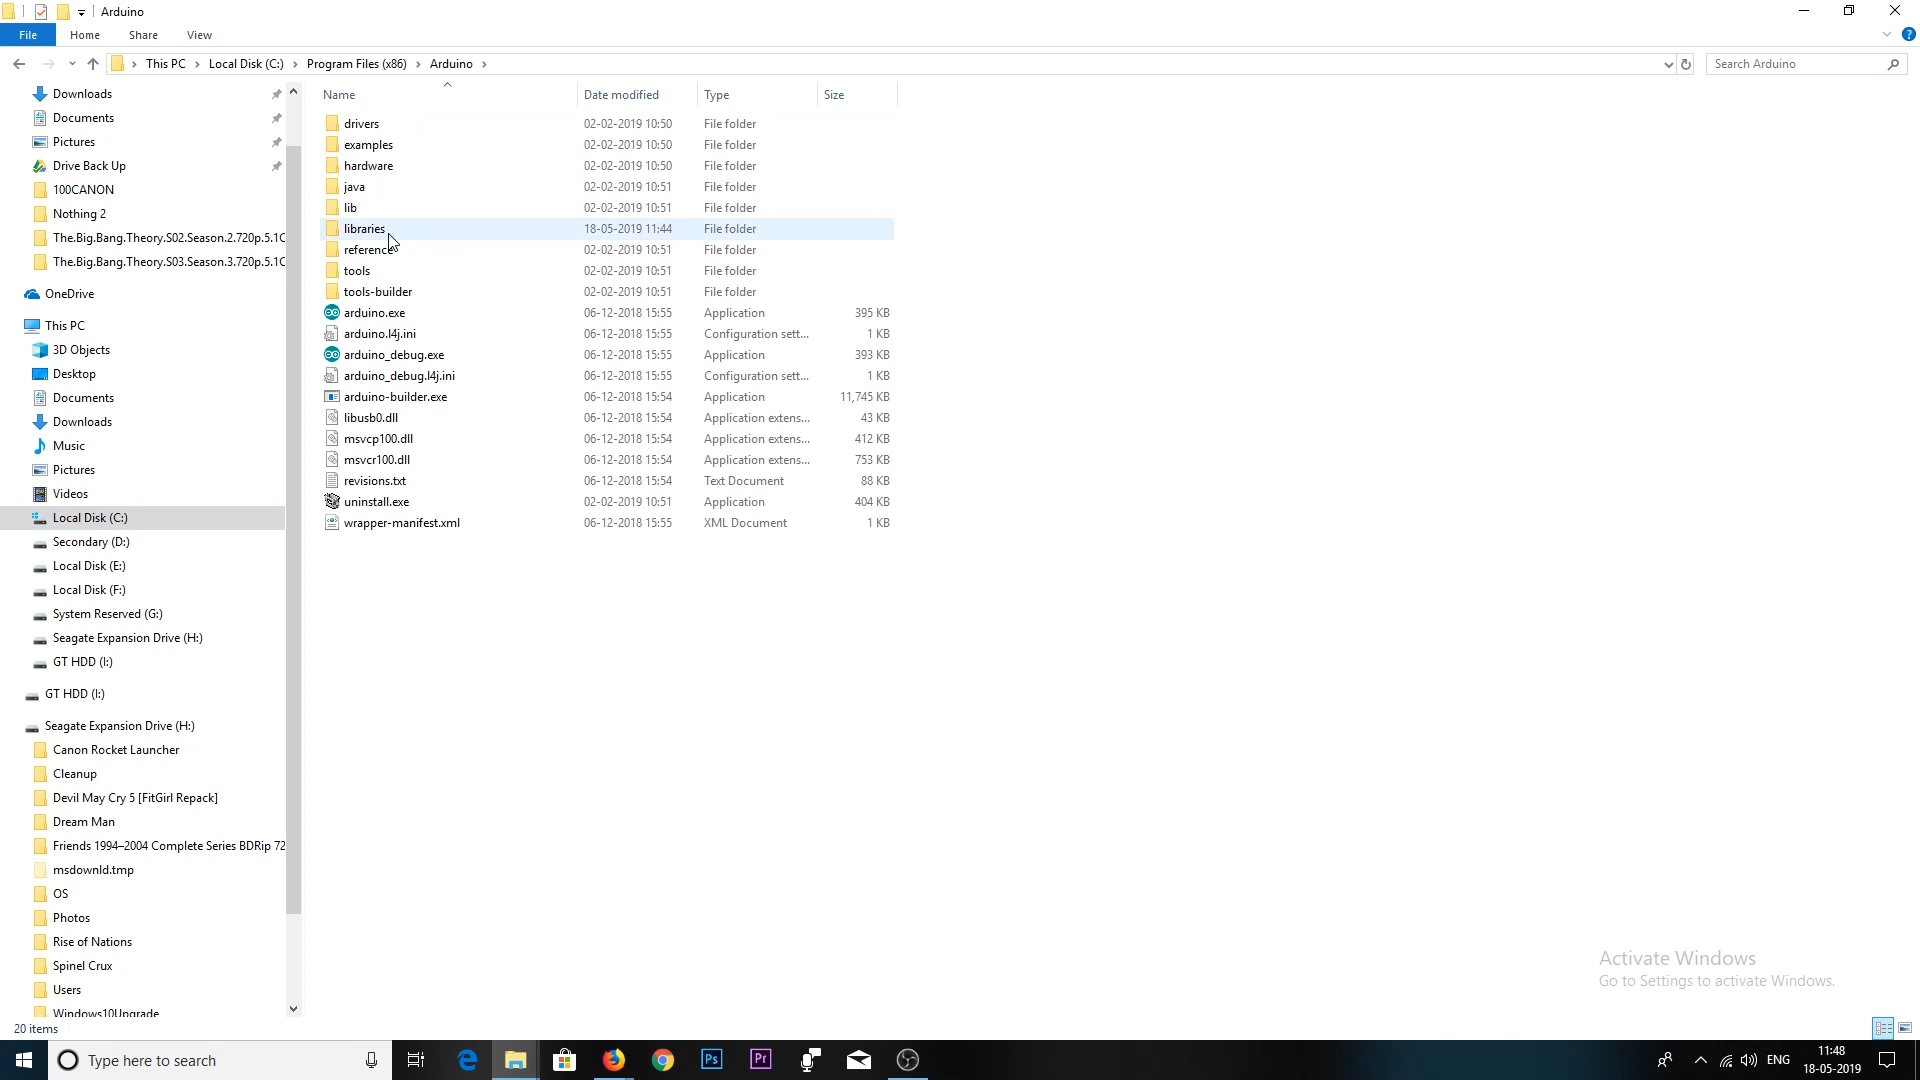 Arduino
File Home Share View
This PC Local Disk (C:) Program Files (x86) Arduino
Search Arduino
Downloads
Documents
Pictures
Drive Back Up
100CANON
Nothing 2
The.Big.Bang.Theory.S02.Season.2.720p.5.1C
The.Big.Bang.Theory.S03.Season.3.720p.5.1C
OneDrive
This PC
3D Objects
Desktop
Documents
Downloads
Music
Pictures
Videos
Local Disk (C:)
Secondary (D:)
Local Disk (E:)
Local Disk (F:)
System Reserved (G:)
Seagate Expansion Drive (H:)
GT HDD (I:)
GT HDD (I:)
Seagate Expansion Drive (H:)
Canon Rocket Launcher
Cleanup
Devil May Cry 5 [FitGirl Repack]
Dream Man
Friends 1994–2004 Complete Series BDRip 72
msdownld.tmp
OS
Photos
Rise of Nations
Spinel Crux
Users
Windows10Upgrade
Name Date modified Type Size
drivers 02-02-2019 10:50 File folder
examples 02-02-2019 10:50 File folder
hardware 02-02-2019 10:50 File folder
java 02-02-2019 10:51 File folder
lib 02-02-2019 10:51 File folder
libraries 18-05-2019 11:44 File folder
reference 02-02-2019 10:51 File folder
tools 02-02-2019 10:51 File folder
tools-builder 02-02-2019 10:51 File folder
arduino.exe 06-12-2018 15:55 Application 395 KB
arduino.l4j.ini 06-12-2018 15:55 Configuration sett... 1 KB
arduino_debug.exe 06-12-2018 15:55 Application 393 KB
arduino_debug.l4j.ini 06-12-2018 15:55 Configuration sett... 1 KB
arduino-builder.exe 06-12-2018 15:54 Application 11,745 KB
libusb0.dll 06-12-2018 15:54 Application extens... 43 KB
msvcp100.dll 06-12-2018 15:54 Application extens... 412 KB
msvcr100.dll 06-12-2018 15:54 Application extens... 753 KB
revisions.txt 06-12-2018 15:54 Text Document 88 KB
uninstall.exe 02-02-2019 10:51 Application 404 KB
wrapper-manifest.xml 06-12-2018 15:55 XML Document 1 KB
Activate Windows
Go to Settings to activate Windows.
20 items
Type here to search
Ps
Pr
ENG
11:48
18-05-2019